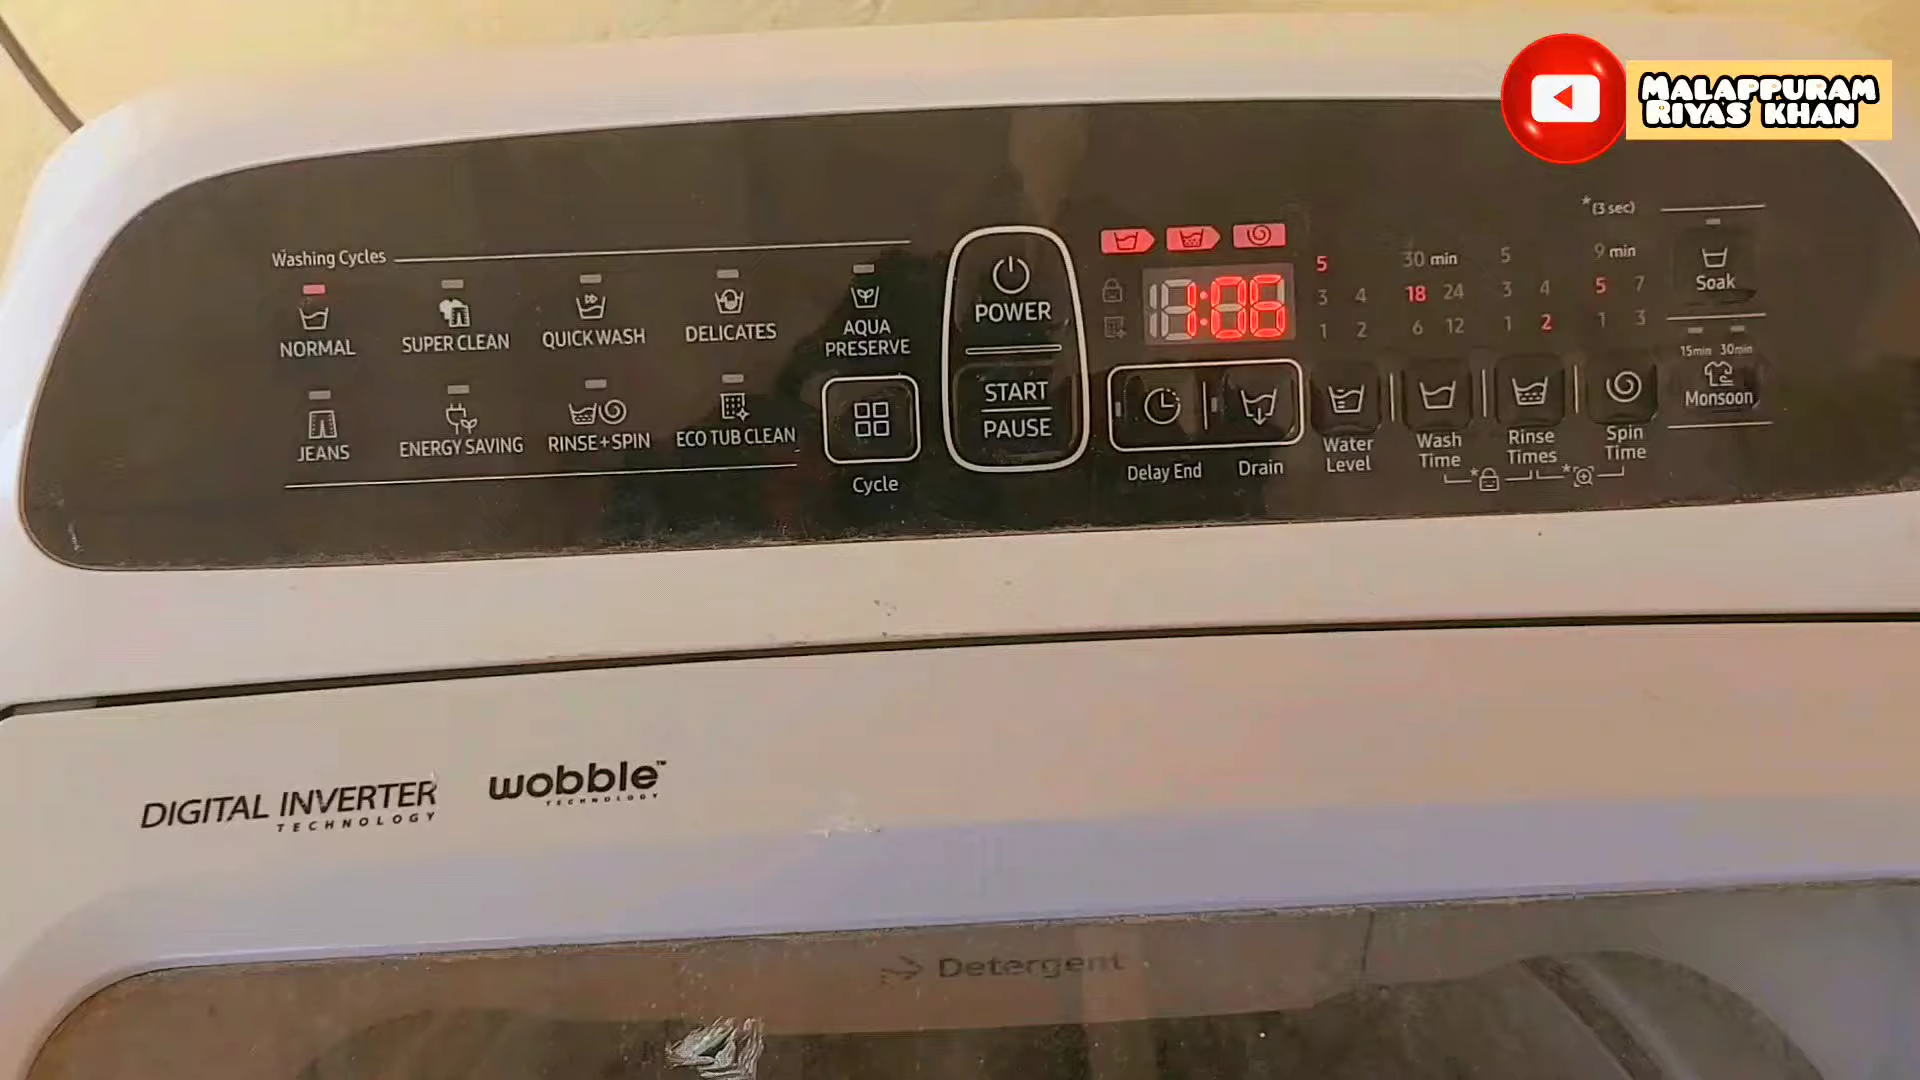 MALAPPURAM
RIYAS KHAN
Washing Cycles
NORMAL
SUPER CLEAN
QUICK WASH
DELICATES
AQUA
PRESERVE
JEANS
ENERGY SAVING
RINSE+SPIN
ECO TUB CLEAN
Cycle
POWER
START
PAUSE
1:06
Delay End
Drain
5
3 4
1 2
Water
Level
30 min
18 24
6 12
Wash
Time
5
3 4
1 2
Rinse
Times
*(3 sec)
9 min
5 7
1 3
Spin
Time
Soak
15min 30min
Monsoon
DIGITAL INVERTER
TECHNOLOGY
wobble™
TECHNOLOGY
Detergent